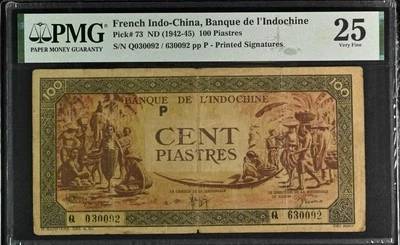 PMG
PAPER MONEY GUARANTY
French Indo-China, Banque de l'Indochine
Pick# 73 ND (1942-45) 100 Piastres
S/N Q030092 / 630092 pp P - Printed Signatures
25
Very Fine
100
BANQUE DE L'INDOCHINE
100
P
CENT
PIASTRES
Q 030092
Q 630092